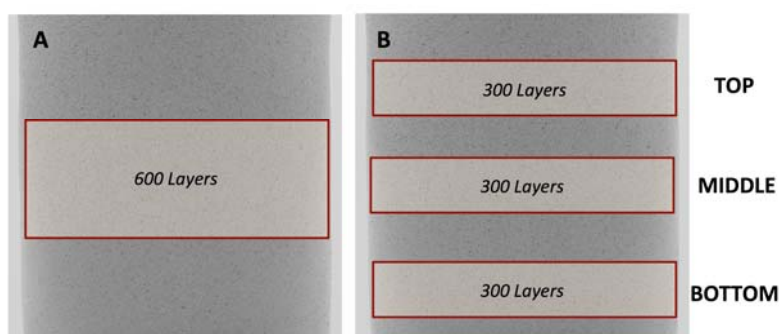 A
B
600 Layers
300 Layers
TOP
300 Layers
MIDDLE
300 Layers
BOTTOM